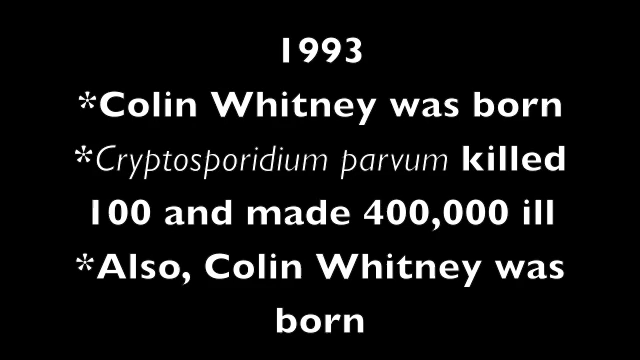 1993
*Colin Whitney was born
*Cryptosporidium parvum killed
100 and made 400,000 ill
*Also, Colin Whitney was
born